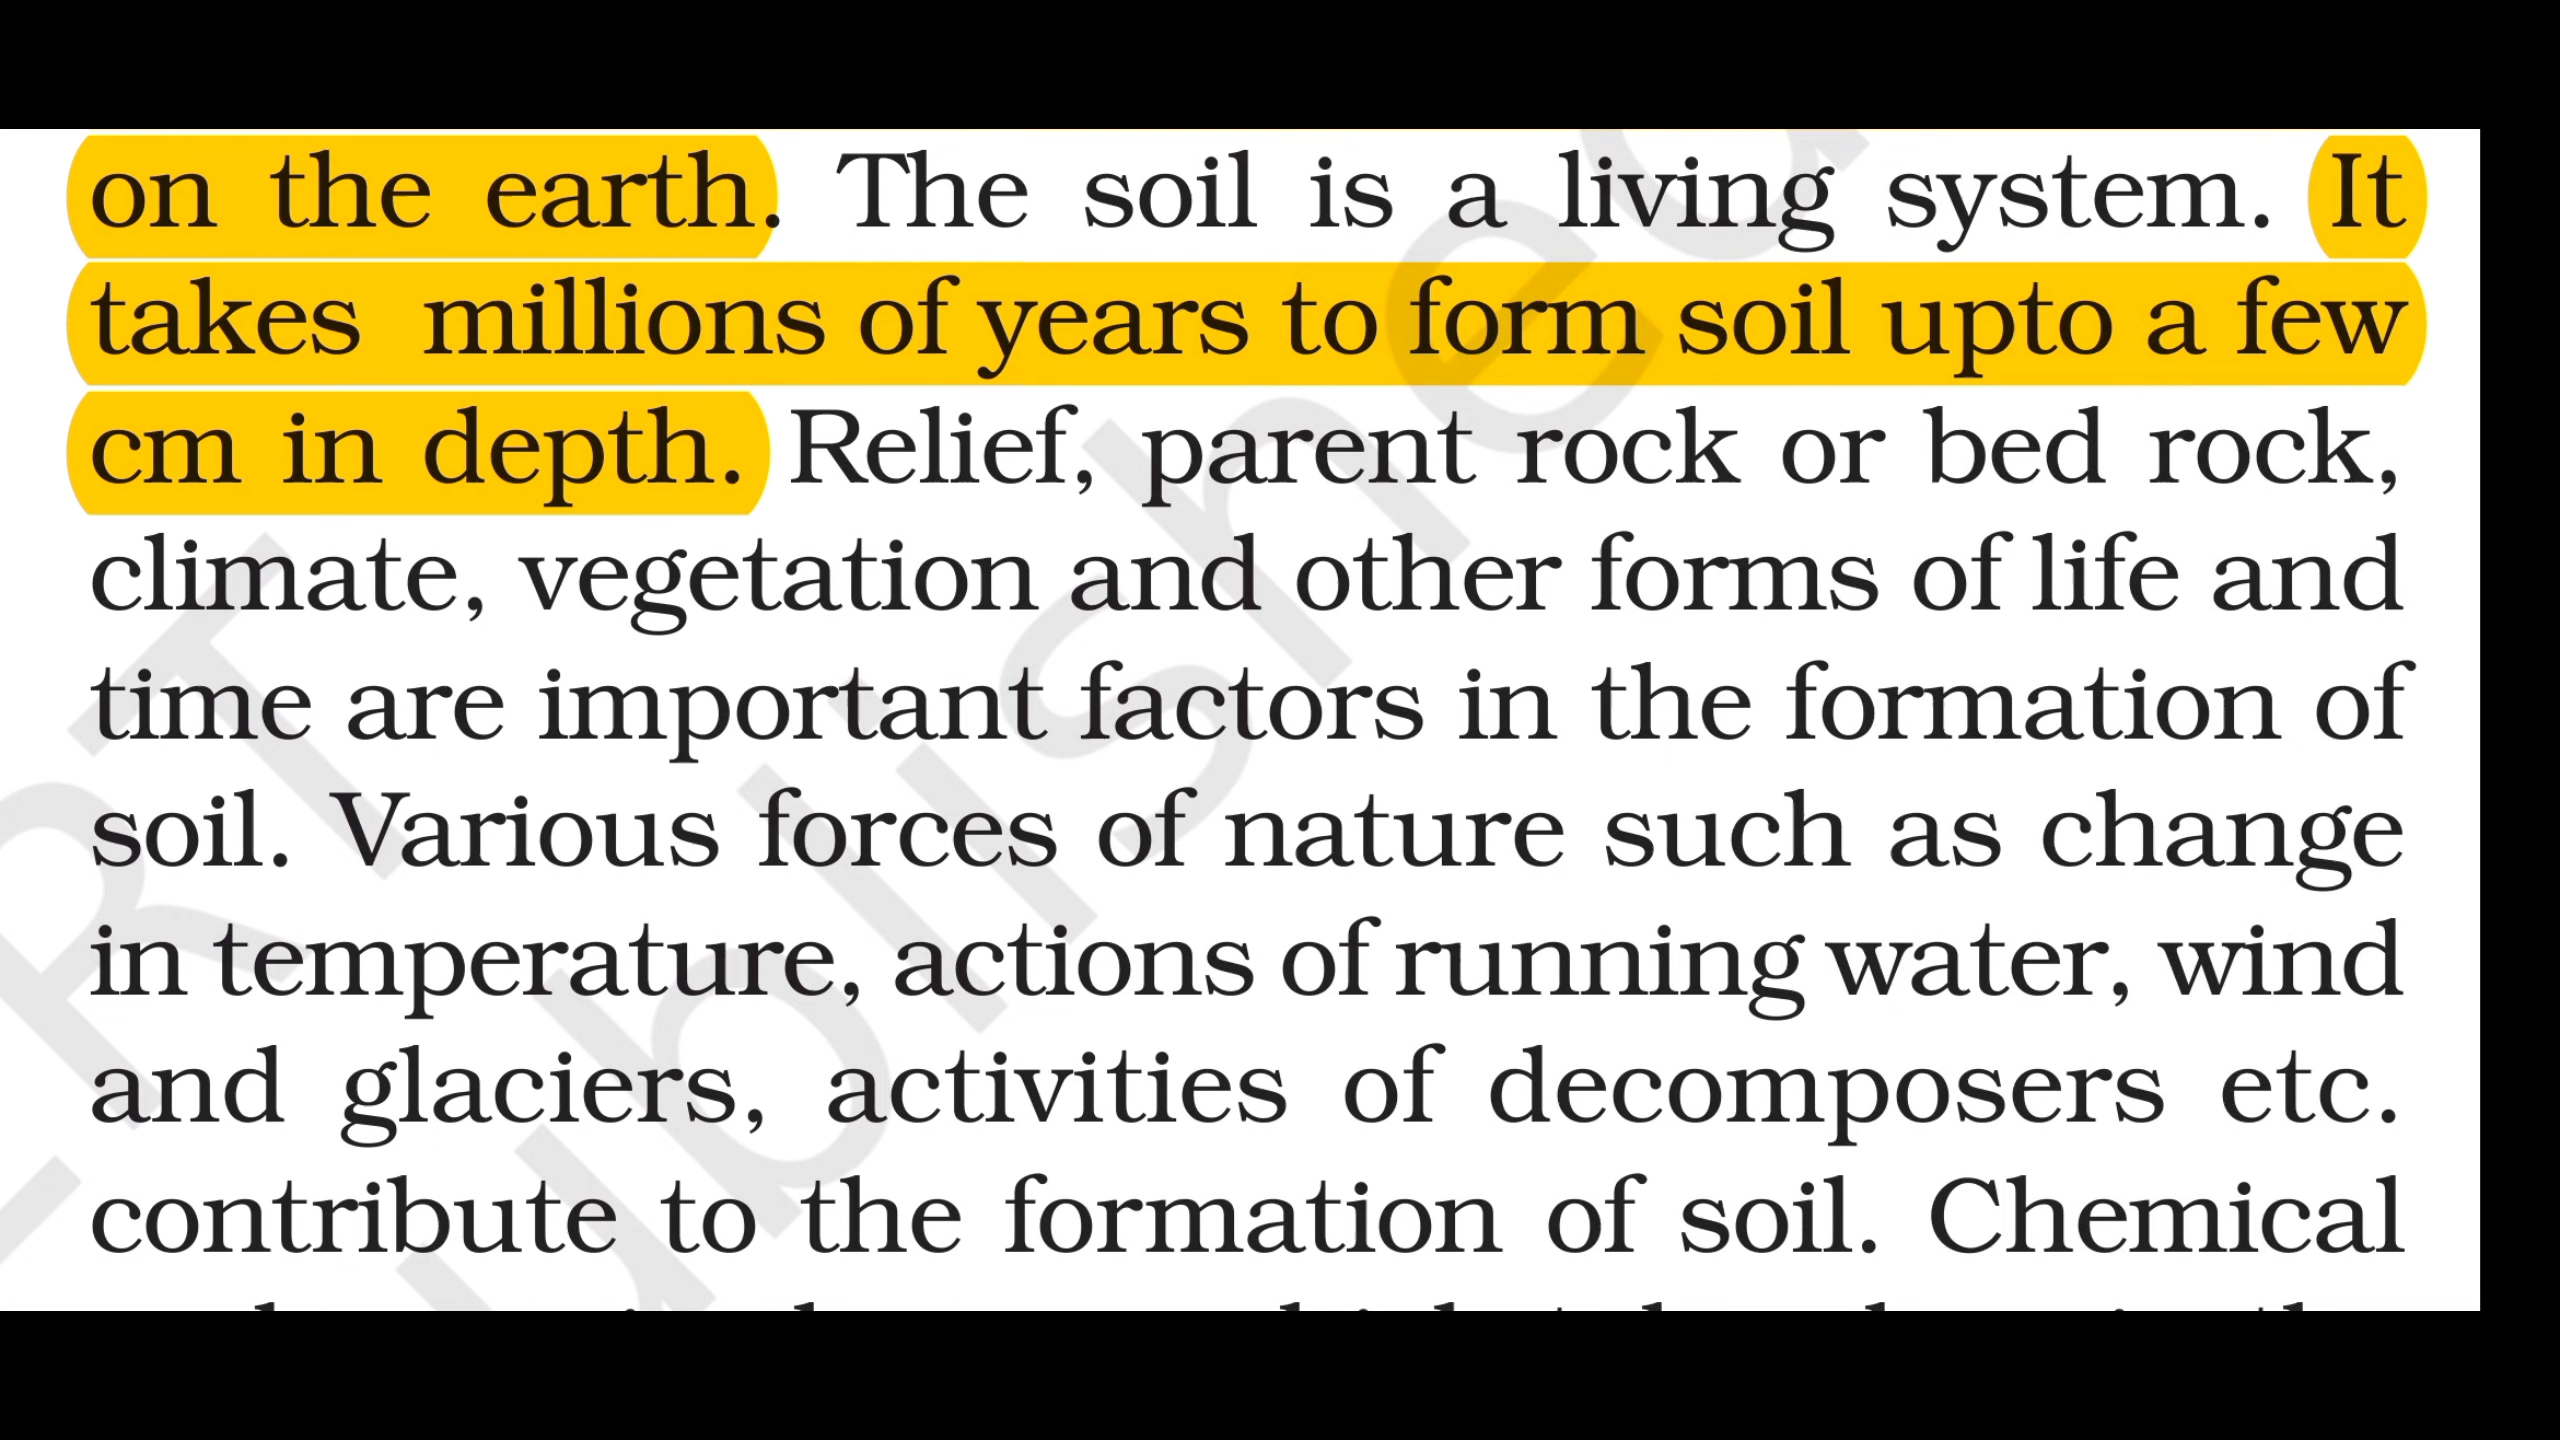 on the earth. The soil is a living system. It
takes millions of years to form soil upto a few
cm in depth. Relief, parent rock or bed rock,
climate, vegetation and other forms of life and
time are important factors in the formation of
soil. Various forces of nature such as change
in temperature, actions of running water, wind
and glaciers, activities of decomposers etc.
contribute to the formation of soil. Chemical